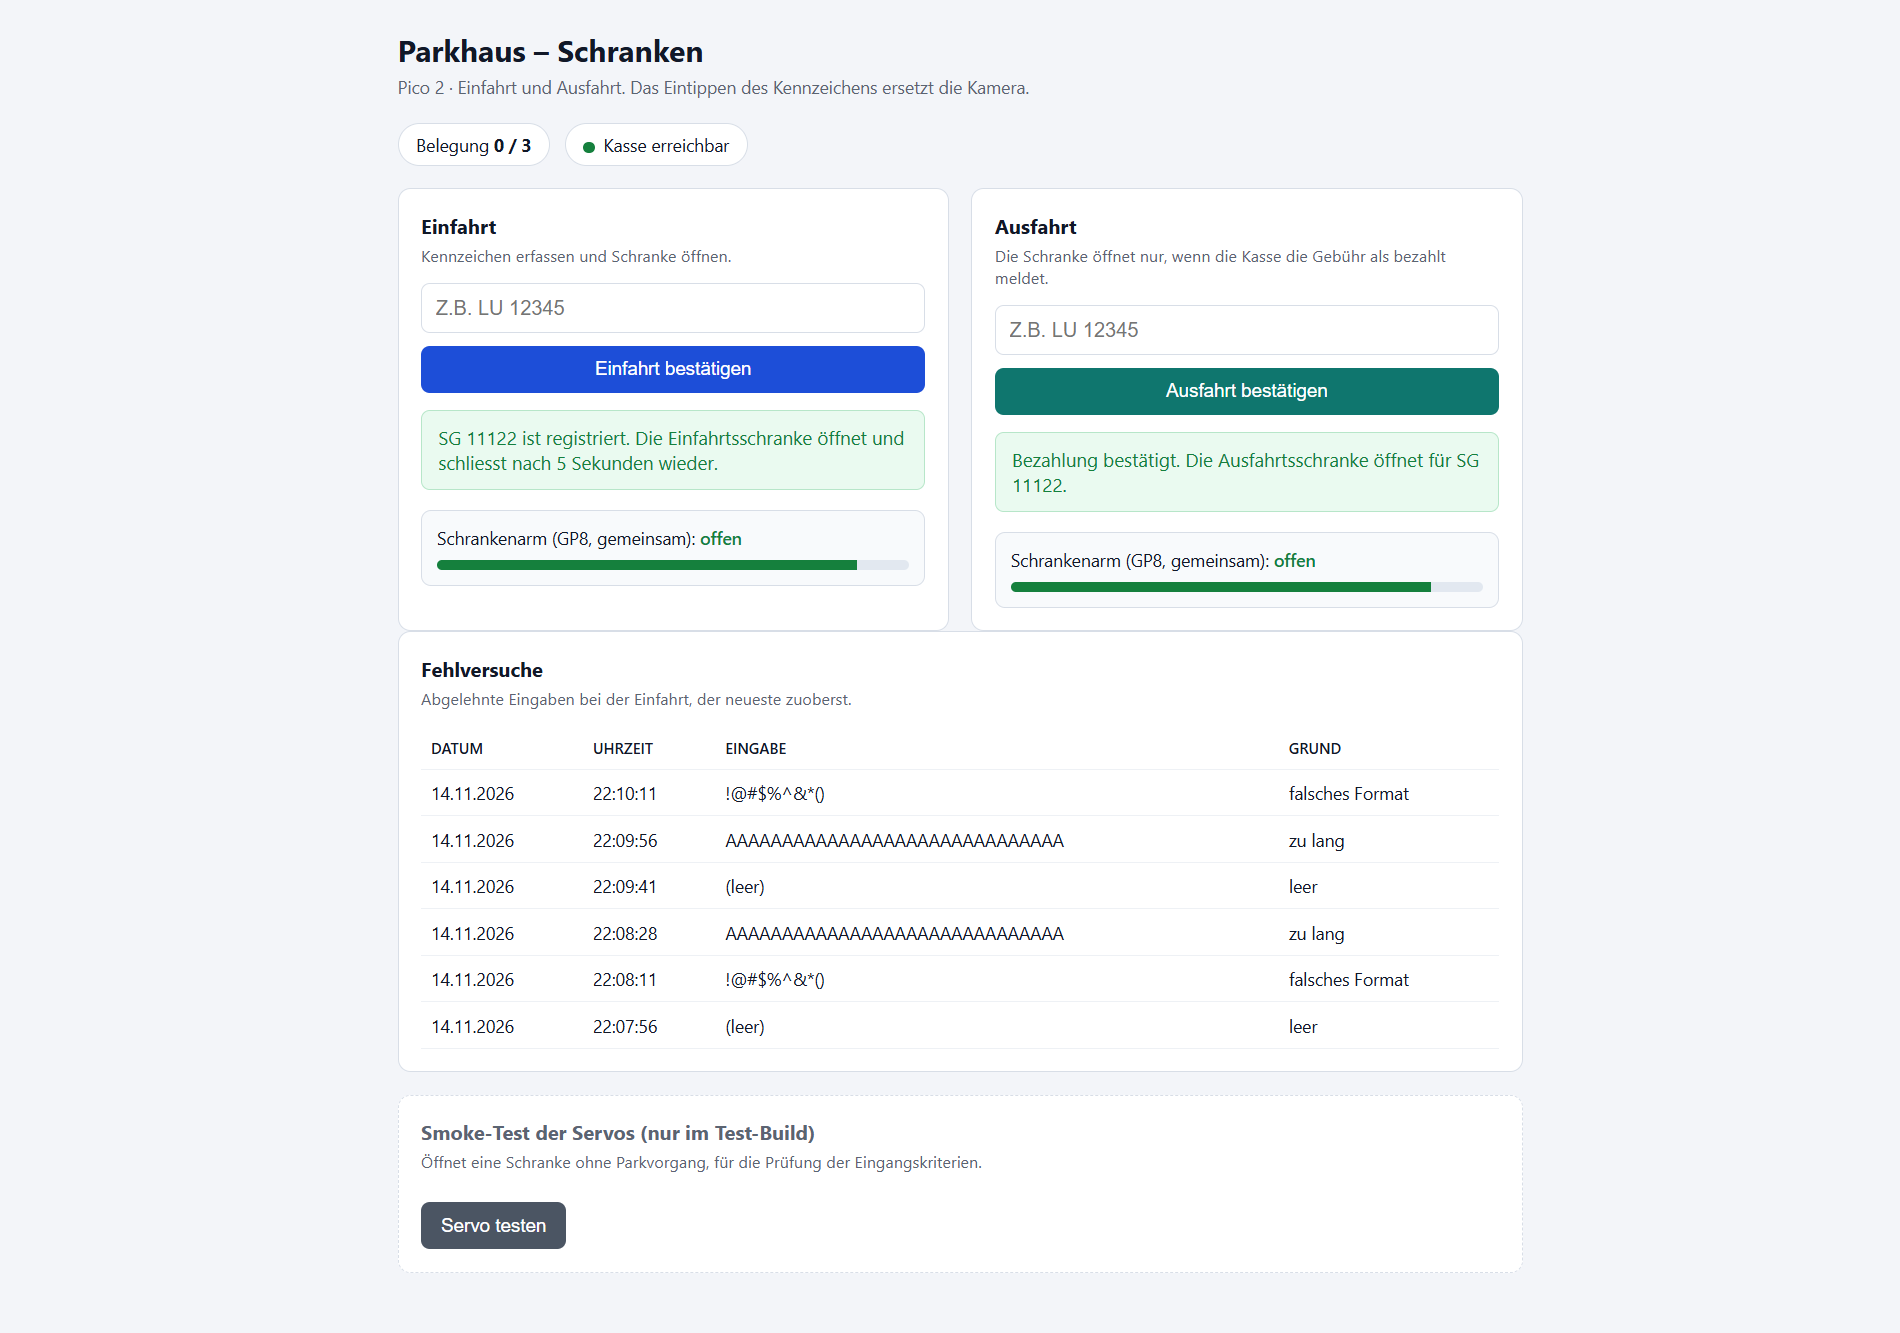 Parkhaus – Schranken
Pico 2 · Einfahrt und Ausfahrt. Das Eintippen des Kennzeichens ersetzt die Kamera.
Belegung 0 / 3
Kasse erreichbar
Einfahrt
Kennzeichen erfassen und Schranke öffnen.
Z.B. LU 12345
Einfahrt bestätigen
SG 11122 ist registriert. Die Einfahrtsschranke öffnet und
schliesst nach 5 Sekunden wieder.
Schrankenarm (GP8, gemeinsam): offen
Ausfahrt
Die Schranke öffnet nur, wenn die Kasse die Gebühr als bezahlt
meldet.
Z.B. LU 12345
Ausfahrt bestätigen
Bezahlung bestätigt. Die Ausfahrtsschranke öffnet für SG
11122.
Schrankenarm (GP8, gemeinsam): offen
Fehlversuche
Abgelehnte Eingaben bei der Einfahrt, der neueste zuoberst.
DATUM UHRZEIT EINGABE GRUND
14.11.2026 22:10:11 !@#$%^&*() falsches Format
14.11.2026 22:09:56 AAAAAAAAAAAAAAAAAAAAAAAAAAAAAA zu lang
14.11.2026 22:09:41 (leer) leer
14.11.2026 22:08:28 AAAAAAAAAAAAAAAAAAAAAAAAAAAAAA zu lang
14.11.2026 22:08:11 !@#$%^&*() falsches Format
14.11.2026 22:07:56 (leer) leer
Smoke-Test der Servos (nur im Test-Build)
Öffnet eine Schranke ohne Parkvorgang, für die Prüfung der Eingangskriterien.
Servo testen